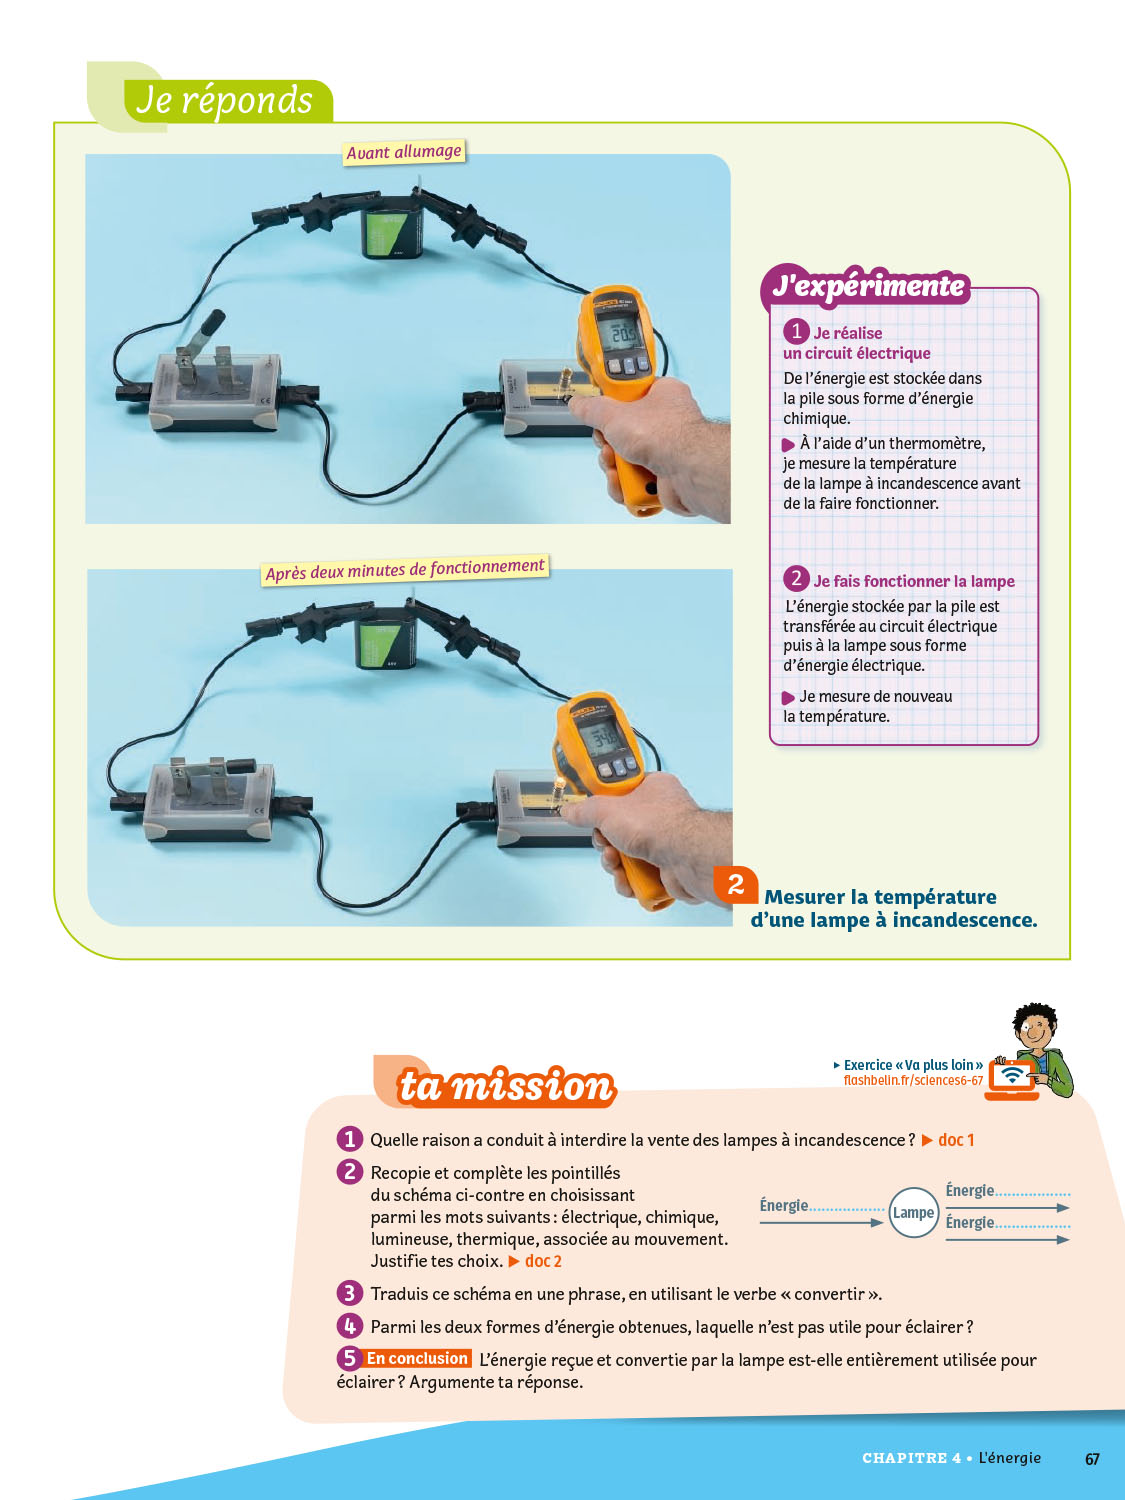 Je réponds
Avant allumage
20.5
Après deux minutes de fonctionnement
J'expérimente
1 Je réalise
un circuit électrique
De l'énergie est stockée dans
la pile sous forme d'énergie
chimique.
À l'aide d'un thermomètre,
je mesure la température
de la lampe à incandescence avant
de la faire fonctionner.
2 Je fais fonctionner la lampe
L'énergie stockée par la pile est
transférée au circuit électrique
puis à la lampe sous forme
d'énergie électrique.
Je mesure de nouveau
la température.
2 Mesurer la température
d'une lampe à incandescence.
ta mission
Exercice « Va plus loin »
flashbelin.fr/sciences6-67
1 Quelle raison a conduit à interdire la vente des lampes à incandescence ? doc 1
2 Recopie et complète les pointillés
du schéma ci-contre en choisissant
parmi les mots suivants : électrique, chimique,
lumineuse, thermique, associée au mouvement.
Justifie tes choix. doc 2
Énergie..................
Lampe
Énergie..................
Énergie..................
3 Traduis ce schéma en une phrase, en utilisant le verbe « convertir ».
4 Parmi les deux formes d'énergie obtenues, laquelle n'est pas utile pour éclairer ?
5 En conclusion L'énergie reçue et convertie par la lampe est-elle entièrement utilisée pour
éclairer ? Argumente ta réponse.
CHAPITRE 4 • L'énergie 67